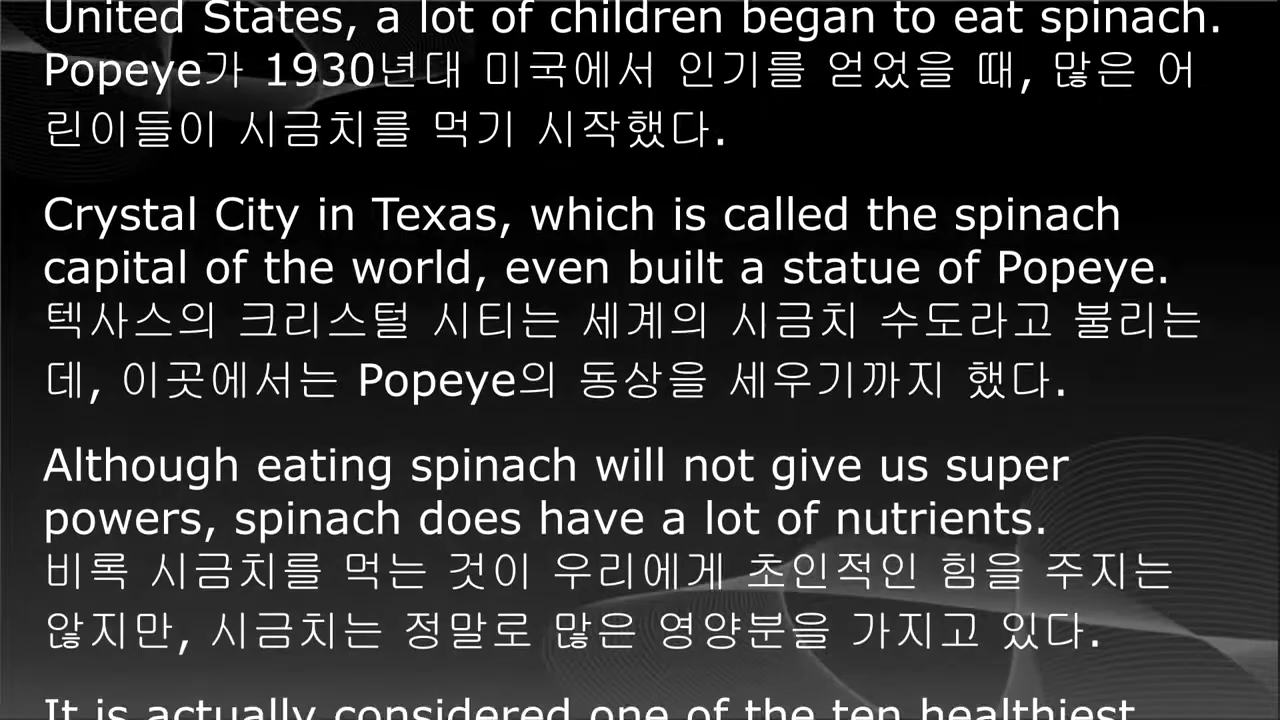 United States, a lot of children began to eat spinach.
Popeye가 1930년대 미국에서 인기를 얻었을 때, 많은 어
린이들이 시금치를 먹기 시작했다.
Crystal City in Texas, which is called the spinach
capital of the world, even built a statue of Popeye.
텍사스의 크리스털 시티는 세계의 시금치 수도라고 불리는
데, 이곳에서는 Popeye의 동상을 세우기까지 했다.
Although eating spinach will not give us super
powers, spinach does have a lot of nutrients.
비록 시금치를 먹는 것이 우리에게 초인적인 힘을 주지는
않지만, 시금치는 정말로 많은 영양분을 가지고 있다.
It is actually considered one of the ten healthiest